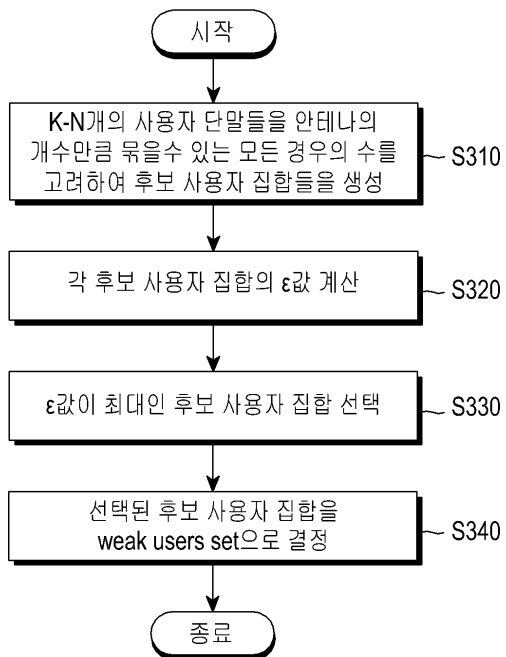 시작
K-N개의 사용자 단말들을 안테나의
개수만큼 묶을수 있는 모든 경우의 수를
고려하여 후보 사용자 집합들을 생성
S310
각 후보 사용자 집합의 ε값 계산
S320
ε값이 최대인 후보 사용자 집합 선택
S330
선택된 후보 사용자 집합을
weak users set으로 결정
S340
종료